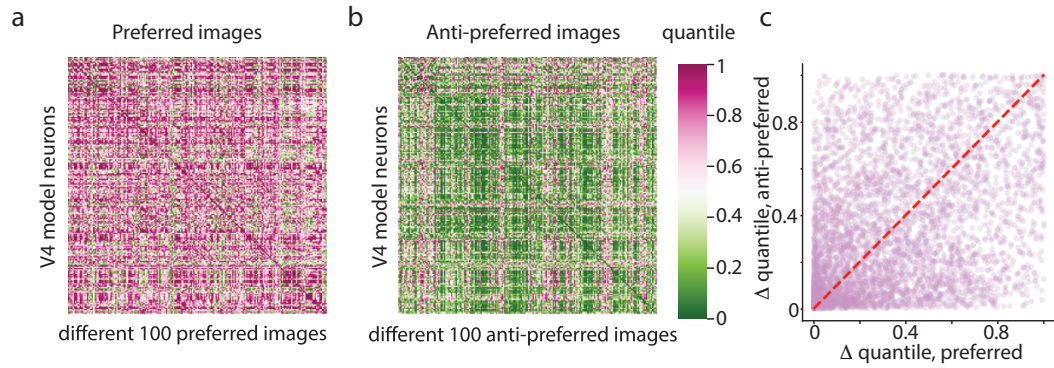 a
Preferred images
V4 model neurons
different 100 preferred images
b
Anti-preferred images
V4 model neurons
different 100 anti-preferred images
quantile
1
0.8
0.6
0.4
0.2
0
c
Δ quantile, anti-preferred
0.8
0.4
0
0
0.4
0.8
Δ quantile, preferred